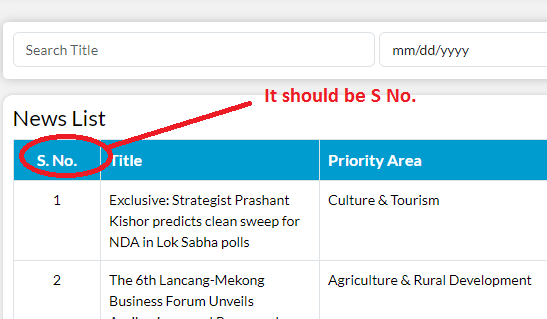 Search Title
mm/dd/yyyy
It should be S No.
News List
S. No.
Title
Priority Area
1
Exclusive: Strategist Prashant
Kishor predicts clean sweep for
NDA in Lok Sabha polls
Culture & Tourism
2
The 6th Lancang-Mekong
Business Forum Unveils
Agriculture & Rural Development